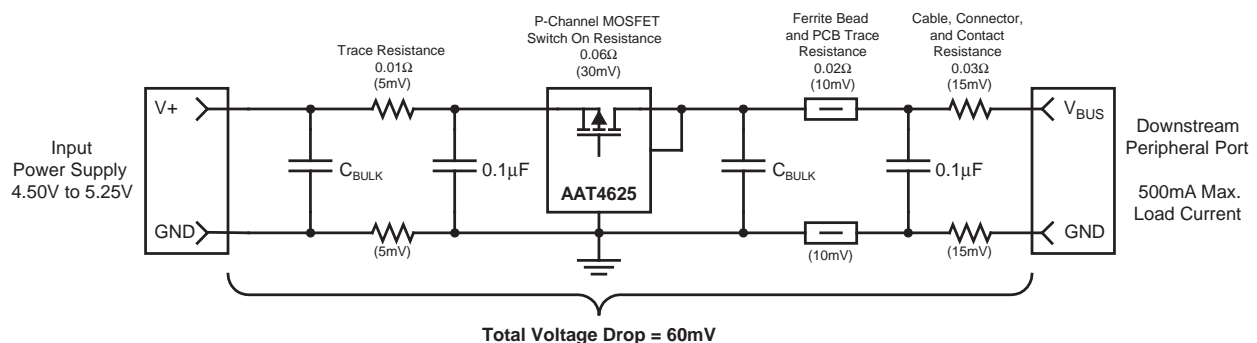 P-Channel MOSFET
Switch On Resistance
0.06Ω
(30mV)
Trace Resistance
0.01Ω
(5mV)
Ferrite Bead
and PCB Trace
Resistance
0.02Ω
(10mV)
Cable, Connector,
and Contact
Resistance
0.03Ω
(15mV)
Input
Power Supply
4.50V to 5.25V
V+
GND
CBULK
0.1μF
AAT4625
CBULK
0.1μF
VBUS
GND
Downstream
Peripheral Port
500mA Max.
Load Current
(5mV)
(10mV)
(15mV)
Total Voltage Drop = 60mV